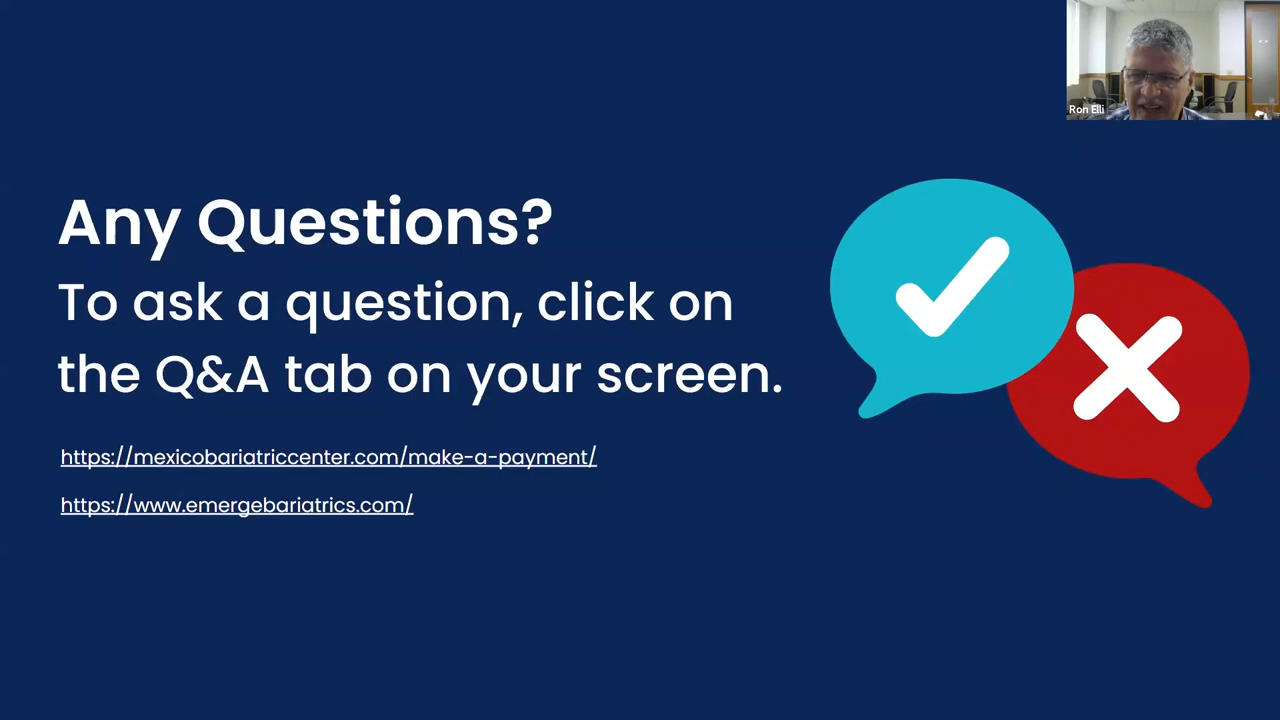 Ron Elli
Any Questions?
To ask a question, click on
the Q&A tab on your screen.
https://mexicobariatriccenter.com/make-a-payment/
https://www.emergebariatrics.com/